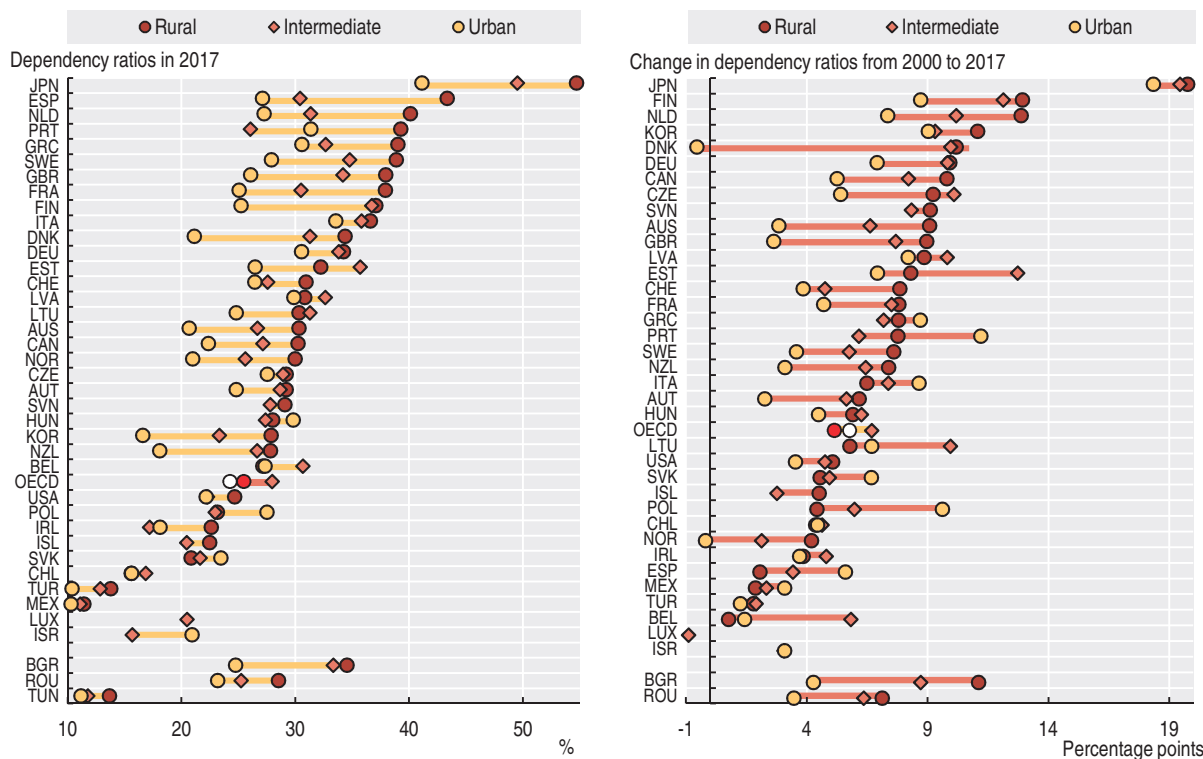 Rural Intermediate Urban
Dependency ratios in 2017
JPN
ESP
NLD
PRT
GRC
SWE
GBR
FRA
FIN
ITA
DNK
DEU
EST
CHE
LVA
LTU
AUS
CAN
NOR
CZE
AUT
SVN
HUN
KOR
NZL
BEL
OECD
USA
POL
IRL
ISL
SVK
CHL
TUR
MEX
LUX
ISR
BGR
ROU
TUN
10 20 30 40 50
%
Rural Intermediate Urban
Change in dependency ratios from 2000 to 2017
JPN
FIN
NLD
KOR
DNK
DEU
CAN
CZE
SVN
AUS
GBR
LVA
EST
CHE
FRA
GRC
PRT
SWE
NZL
ITA
AUT
HUN
OECD
LTU
USA
SVK
ISL
POL
CHL
NOR
IRL
ESP
MEX
TUR
BEL
LUX
ISR
BGR
ROU
-1 4 9 14 19
Percentage points